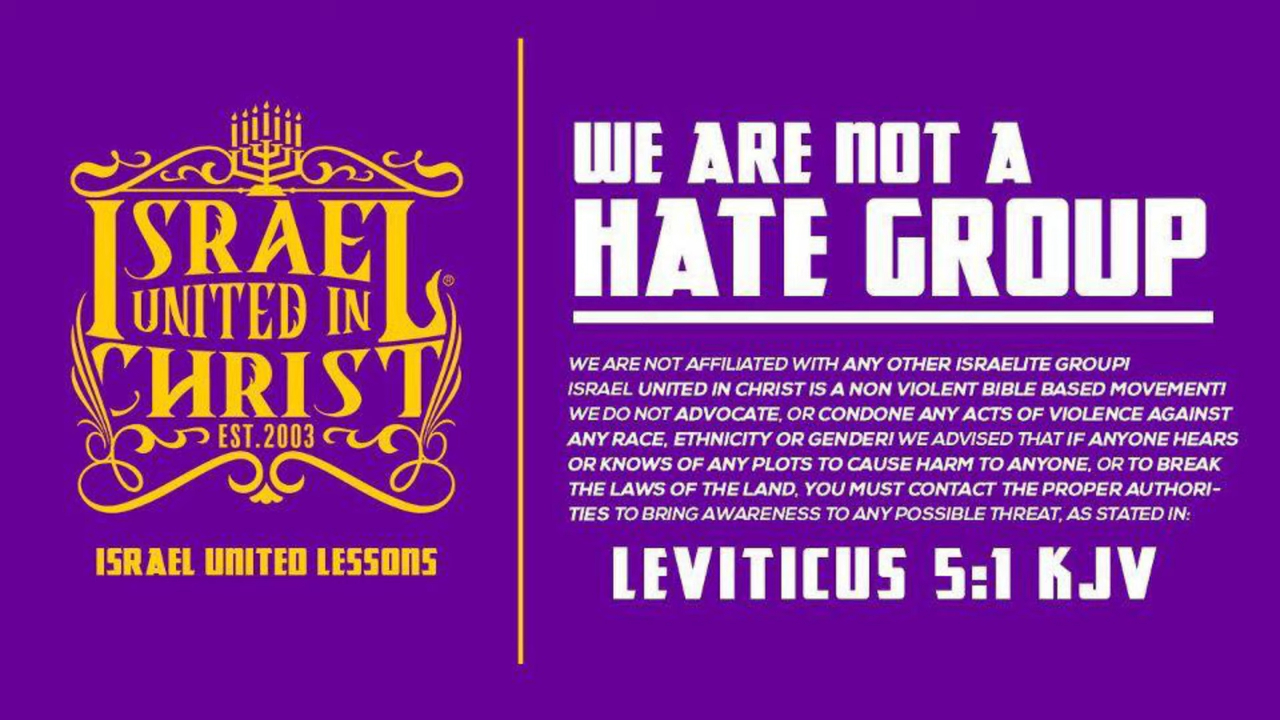 ISRAEL
UNITED IN
CHRIST
EST.2003
®
ISRAEL UNITED LESSONS
WE ARE NOT A
HATE GROUP
WE ARE NOT AFFILIATED WITH ANY OTHER ISRAELITE GROUP!
ISRAEL UNITED IN CHRIST IS A NON VIOLENT BIBLE BASED MOVEMENT!
WE DO NOT ADVOCATE, OR CONDONE ANY ACTS OF VIOLENCE AGAINST
ANY RACE, ETHNICITY OR GENDER! WE ADVISED THAT IF ANYONE HEARS
OR KNOWS OF ANY PLOTS TO CAUSE HARM TO ANYONE, OR TO BREAK
THE LAWS OF THE LAND, YOU MUST CONTACT THE PROPER AUTHORI-
TIES TO BRING AWARENESS TO ANY POSSIBLE THREAT, AS STATED IN:
LEVITICUS 5:1 KJV